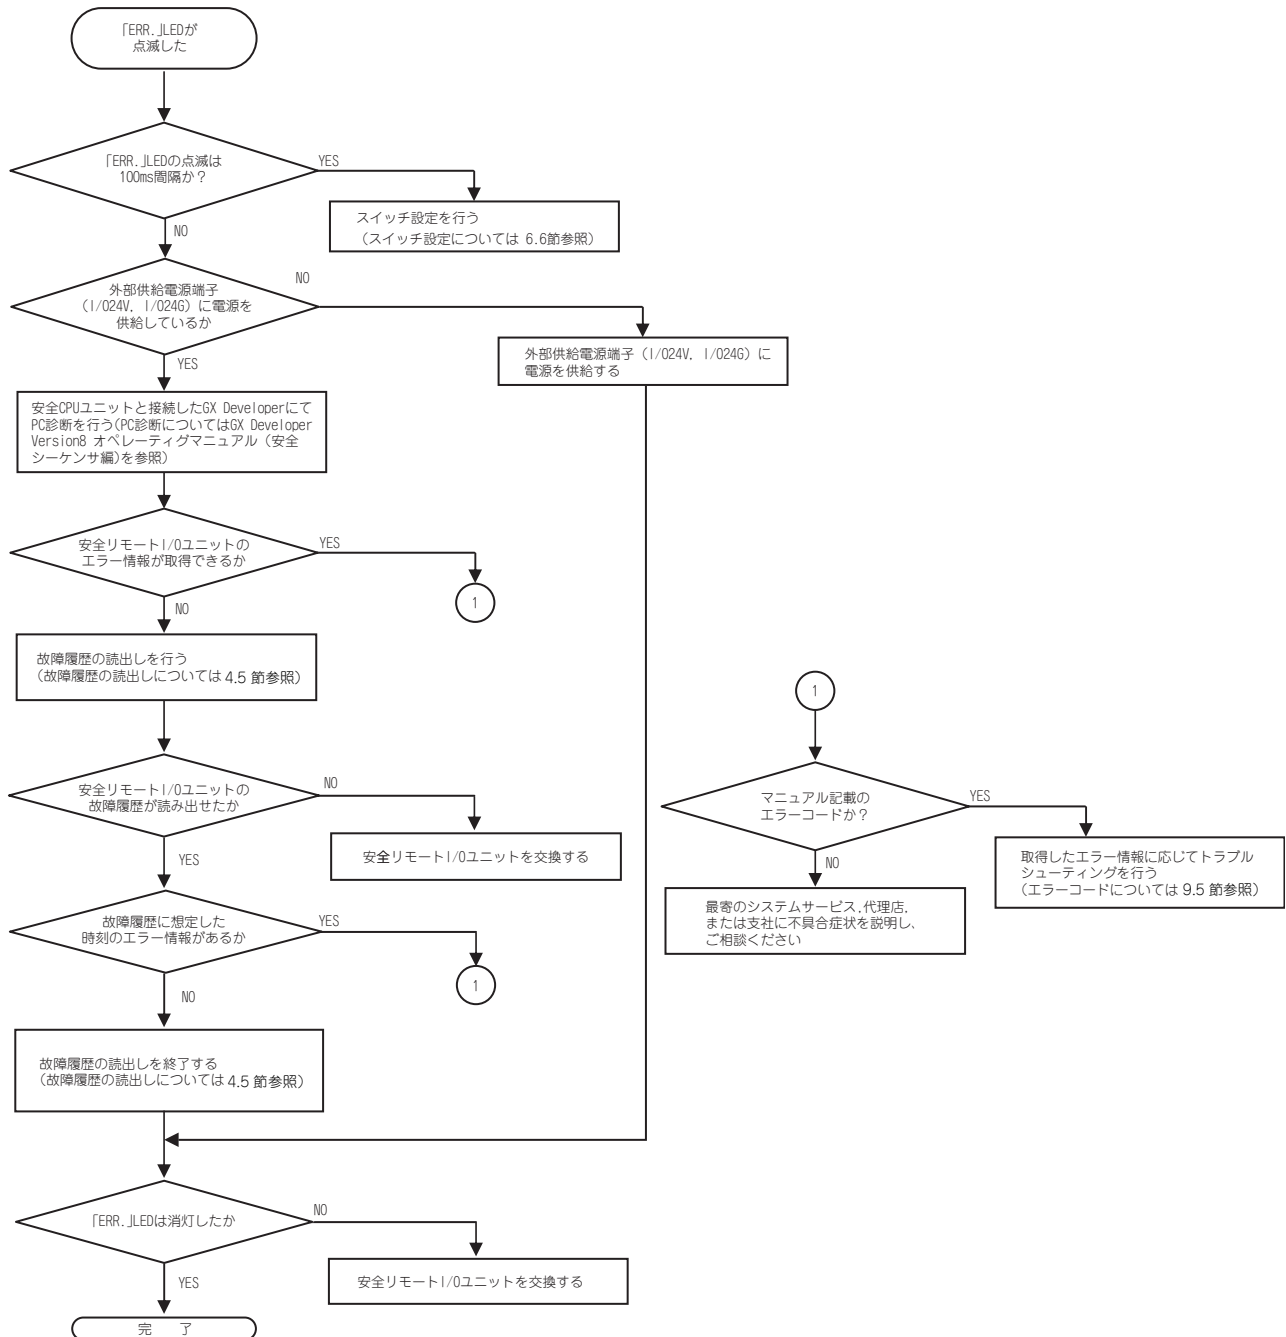 「ERR.」LEDが
点滅した
「ERR.」LEDの点滅は
100ms間隔か？
YES
スイッチ設定を行う
（スイッチ設定については 6.6節参照）
NO
外部供給電源端子
（I/O24V，I/O24G）に電源を
供給しているか
NO
外部供給電源端子（I/O24V，I/O24G）に
電源を供給する
YES
安全CPUユニットと接続したGX Developerにて
PC診断を行う(PC診断についてはGX Developer
Version8 オペレーティグマニュアル（安全
シーケンサ編)を参照）
安全リモートI/Oユニットの
エラー情報が取得できるか
YES
1
NO
故障履歴の読出しを行う
（故障履歴の読出しについては 4.5 節参照）
安全リモートI/Oユニットの
故障履歴が読み出せたか
NO
安全リモートI/Oユニットを交換する
YES
故障履歴に想定した
時刻のエラー情報があるか
YES
1
NO
故障履歴の読出しを終了する
（故障履歴の読出しについては 4.5 節参照）
「ERR.」LEDは消灯したか
NO
安全リモートI/Oユニットを交換する
YES
完　了
1
マニュアル記載の
エラーコードか？
YES
取得したエラー情報に応じてトラブル
シューティングを行う
（エラーコードについては 9.5 節参照）
NO
最寄のシステムサービス,代理店,
または支社に不具合症状を説明し、
ご相談ください